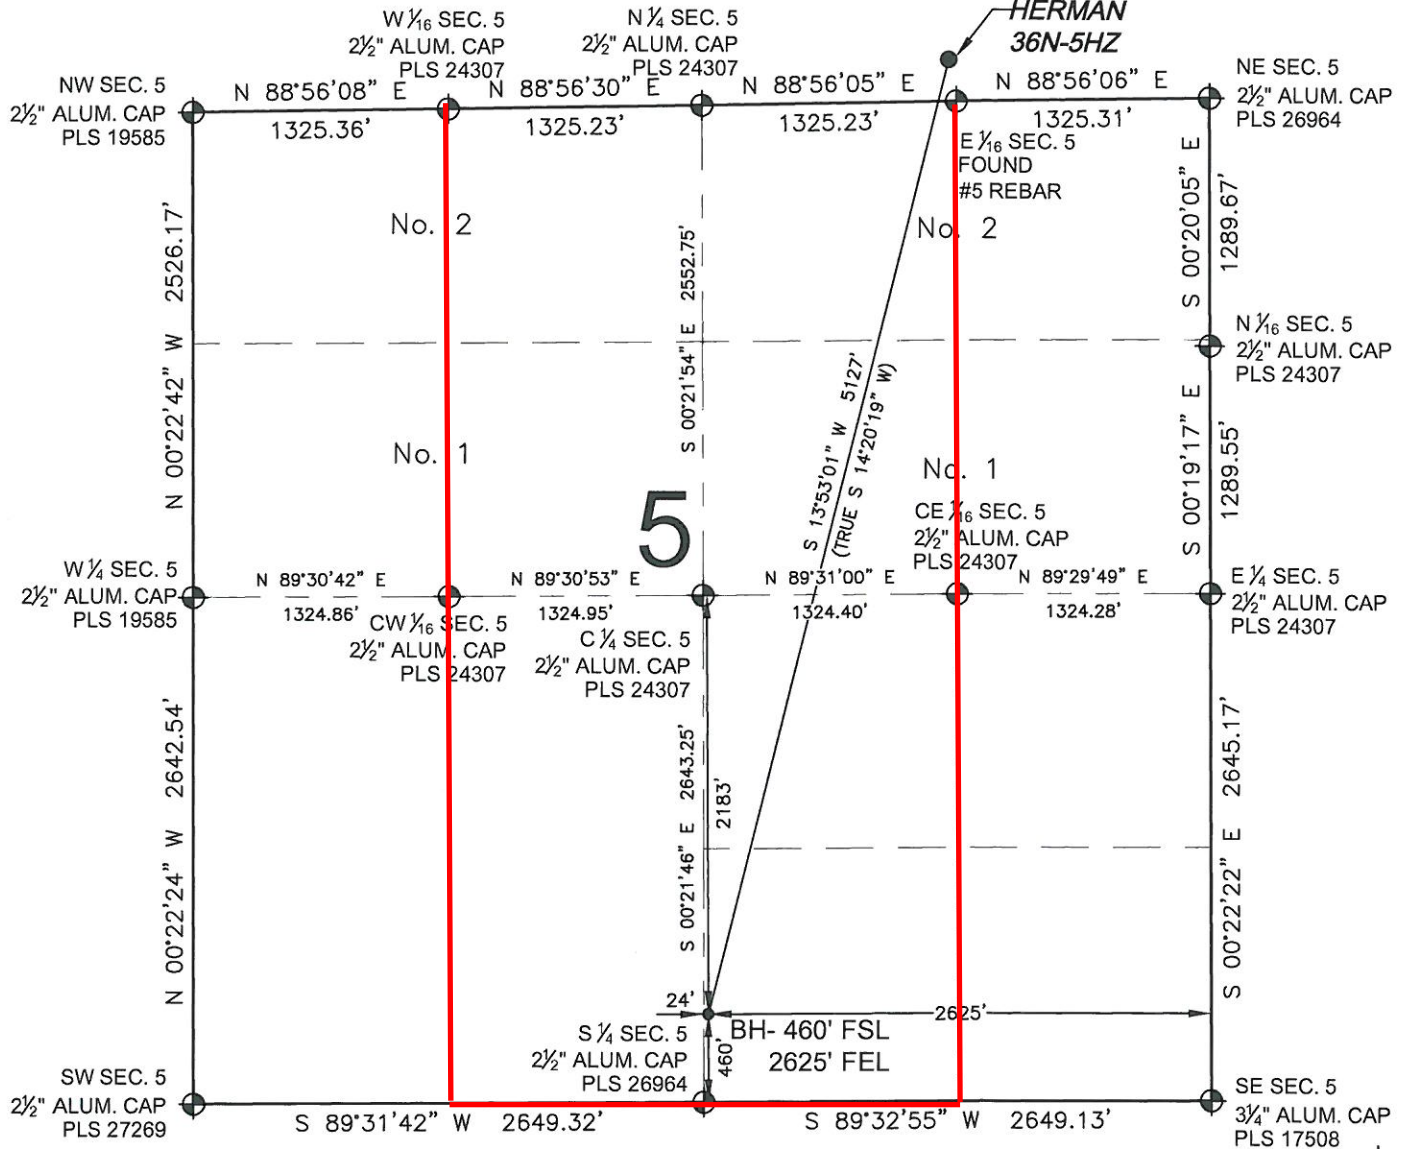 HERMAN
36N-5HZ
W 1⁄16 SEC. 5
2½" ALUM. CAP
PLS 24307
N ¼ SEC. 5
2½" ALUM. CAP
PLS 24307
NW SEC. 5
2½" ALUM. CAP
PLS 19585
NE SEC. 5
2½" ALUM. CAP
PLS 26964
N 88°56'08" E
1325.36'
N 88°56'30" E
1325.23'
N 88°56'05" E
1325.23'
N 88°56'06" E
1325.31'
E 1⁄16 SEC. 5
FOUND
#5 REBAR
N 00°22'42" W 2526.17'
No. 2
S 00°21'54" E 2552.75'
No. 2
S 00°20'05" E
1289.67'
N 1⁄16 SEC. 5
2½" ALUM. CAP
PLS 24307
No. 1
5
S 13°53'01" W 5127'
(TRUE S 14°20'19" W)
No. 1
S 00°19'17" E
1289.55'
CE 1⁄16 SEC. 5
2½" ALUM. CAP
PLS 24307
W ¼ SEC. 5
2½" ALUM. CAP
PLS 19585
N 89°30'42" E
1324.86'
N 89°30'53" E
1324.95'
N 89°31'00" E
1324.40'
N 89°29'49" E
1324.28'
E ¼ SEC. 5
2½" ALUM. CAP
PLS 24307
CW 1⁄16 SEC. 5
2½" ALUM. CAP
PLS 24307
C ¼ SEC. 5
2½" ALUM. CAP
PLS 24307
N 00°22'24" W 2642.54'
S 00°21'46" E 2643.25'
2183'
S 00°22'22" E 2645.17'
24'
2625'
BH- 460' FSL
2625' FEL
460'
S ¼ SEC. 5
2½" ALUM. CAP
PLS 26964
SW SEC. 5
2½" ALUM. CAP
PLS 27269
S 89°31'42" W 2649.32'
S 89°32'55" W 2649.13'
SE SEC. 5
3¼" ALUM. CAP
PLS 17508